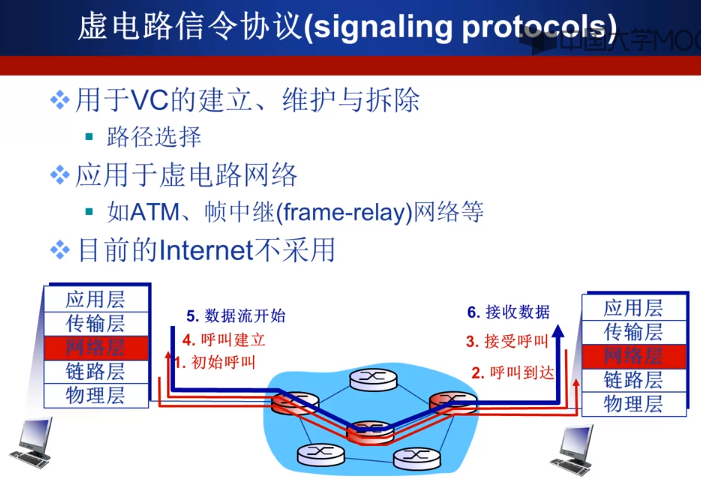 虚电路信令协议(signaling protocols)
中国大学MOO
用于VC的建立、维护与拆除
路径选择
应用于虚电路网络
如ATM、帧中继(frame-relay)网络等
目前的Internet不采用
应用层
传输层
网络层
链路层
物理层
5. 数据流开始
4. 呼叫建立
1. 初始呼叫
6. 接收数据
3. 接受呼叫
2. 呼叫到达
应用层
传输层
网络层
链路层
物理层